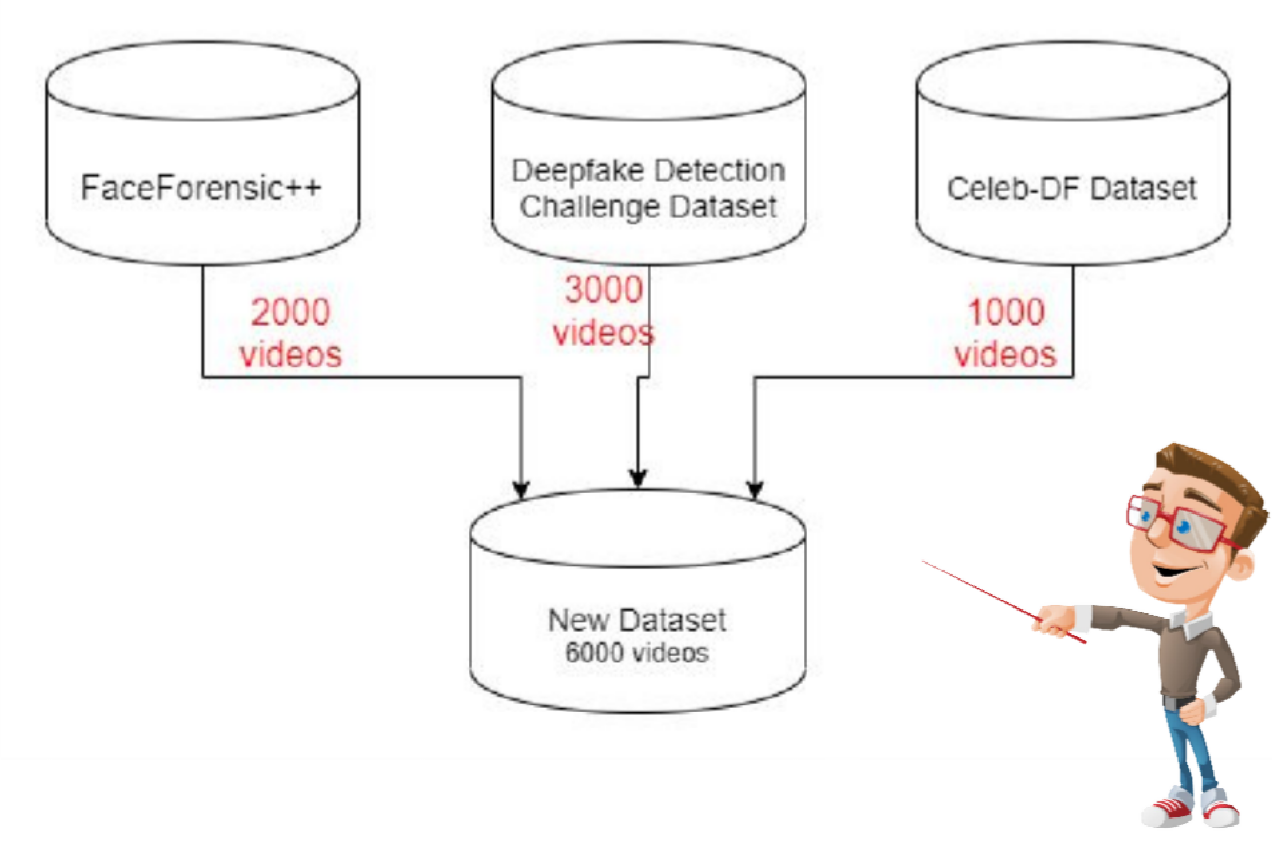 FaceForensic++
Deepfake Detection
Challenge Dataset
Celeb-DF Dataset
2000
videos
3000
videos
1000
videos
New Dataset
6000 videos